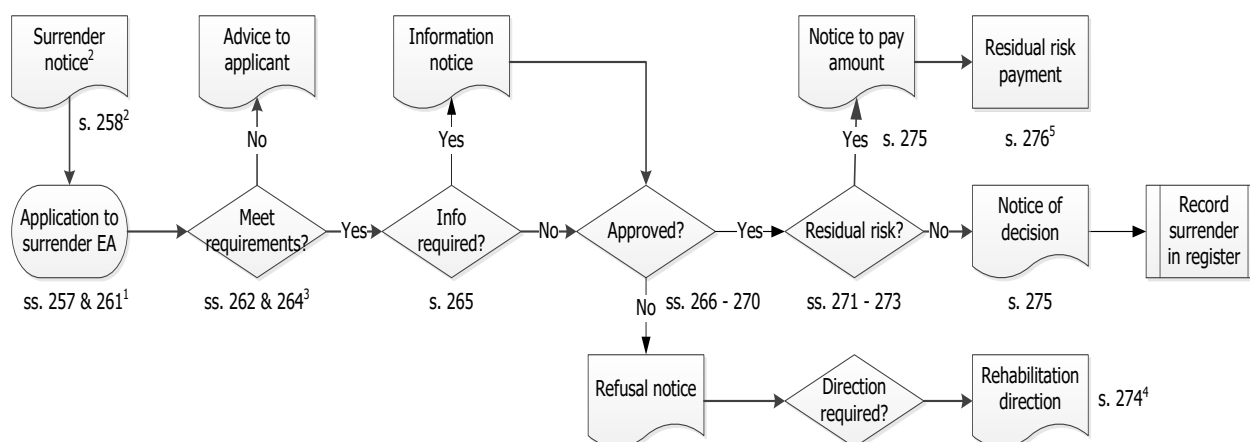 Surrender
notice²
Advice to
applicant
Information
notice
Notice to pay
amount
Residual risk
payment
s. 258²
No
Yes
Yes
s. 275
s. 276⁵
Application to
surrender EA
Meet
requirements?
Yes
Info
required?
No
Approved?
Yes
Residual risk?
No
Notice of
decision
Record
surrender
in register
ss. 257 & 261¹
ss. 262 & 264³
s. 265
No
ss. 266 - 270
ss. 271 - 273
s. 275
Refusal notice
Direction
required?
Rehabilitation
direction
s. 274⁴